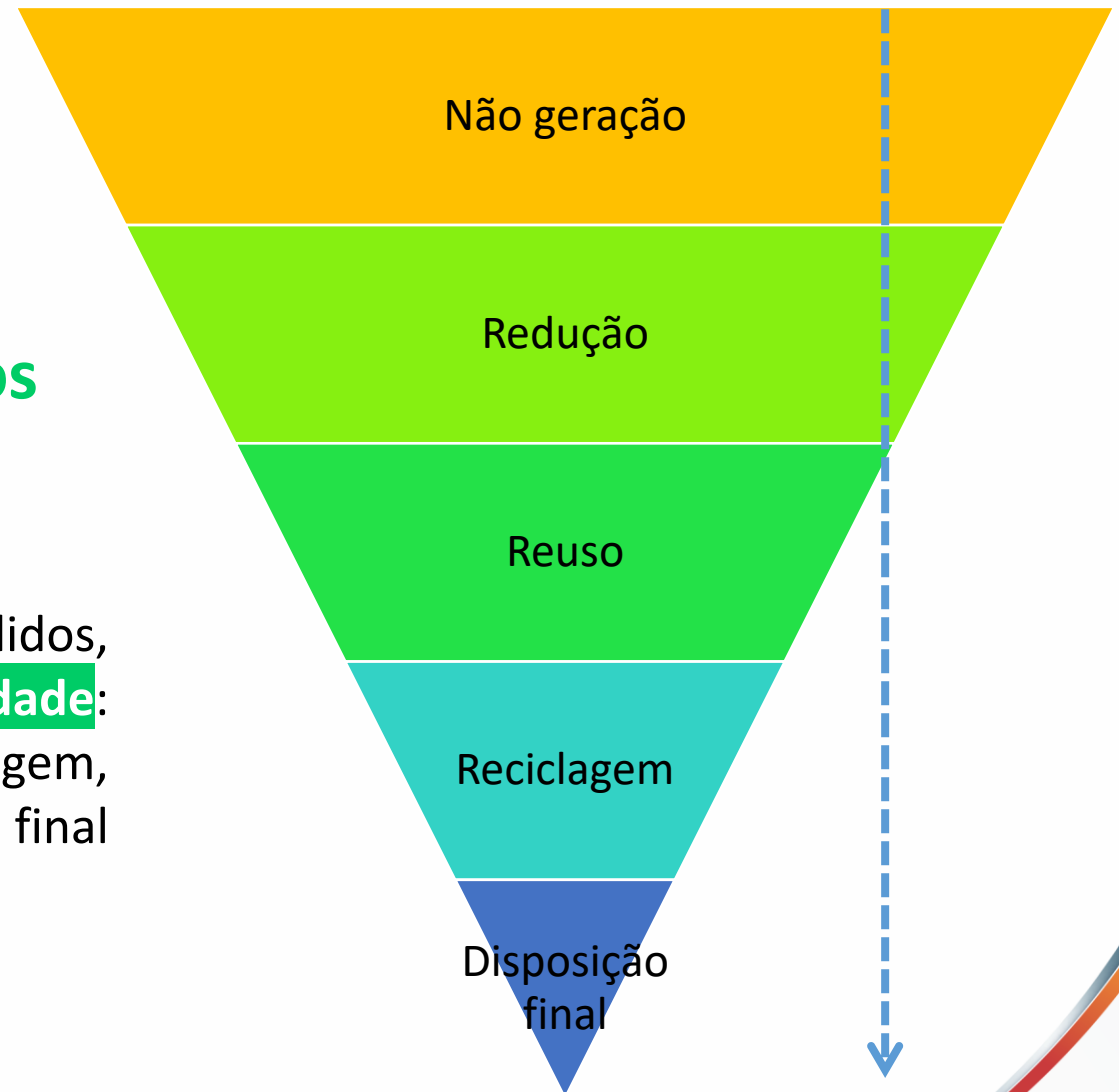 Não geração
Redução
os
Reuso
lidos,
dade:
gem,
final
Reciclagem
Disposição
final